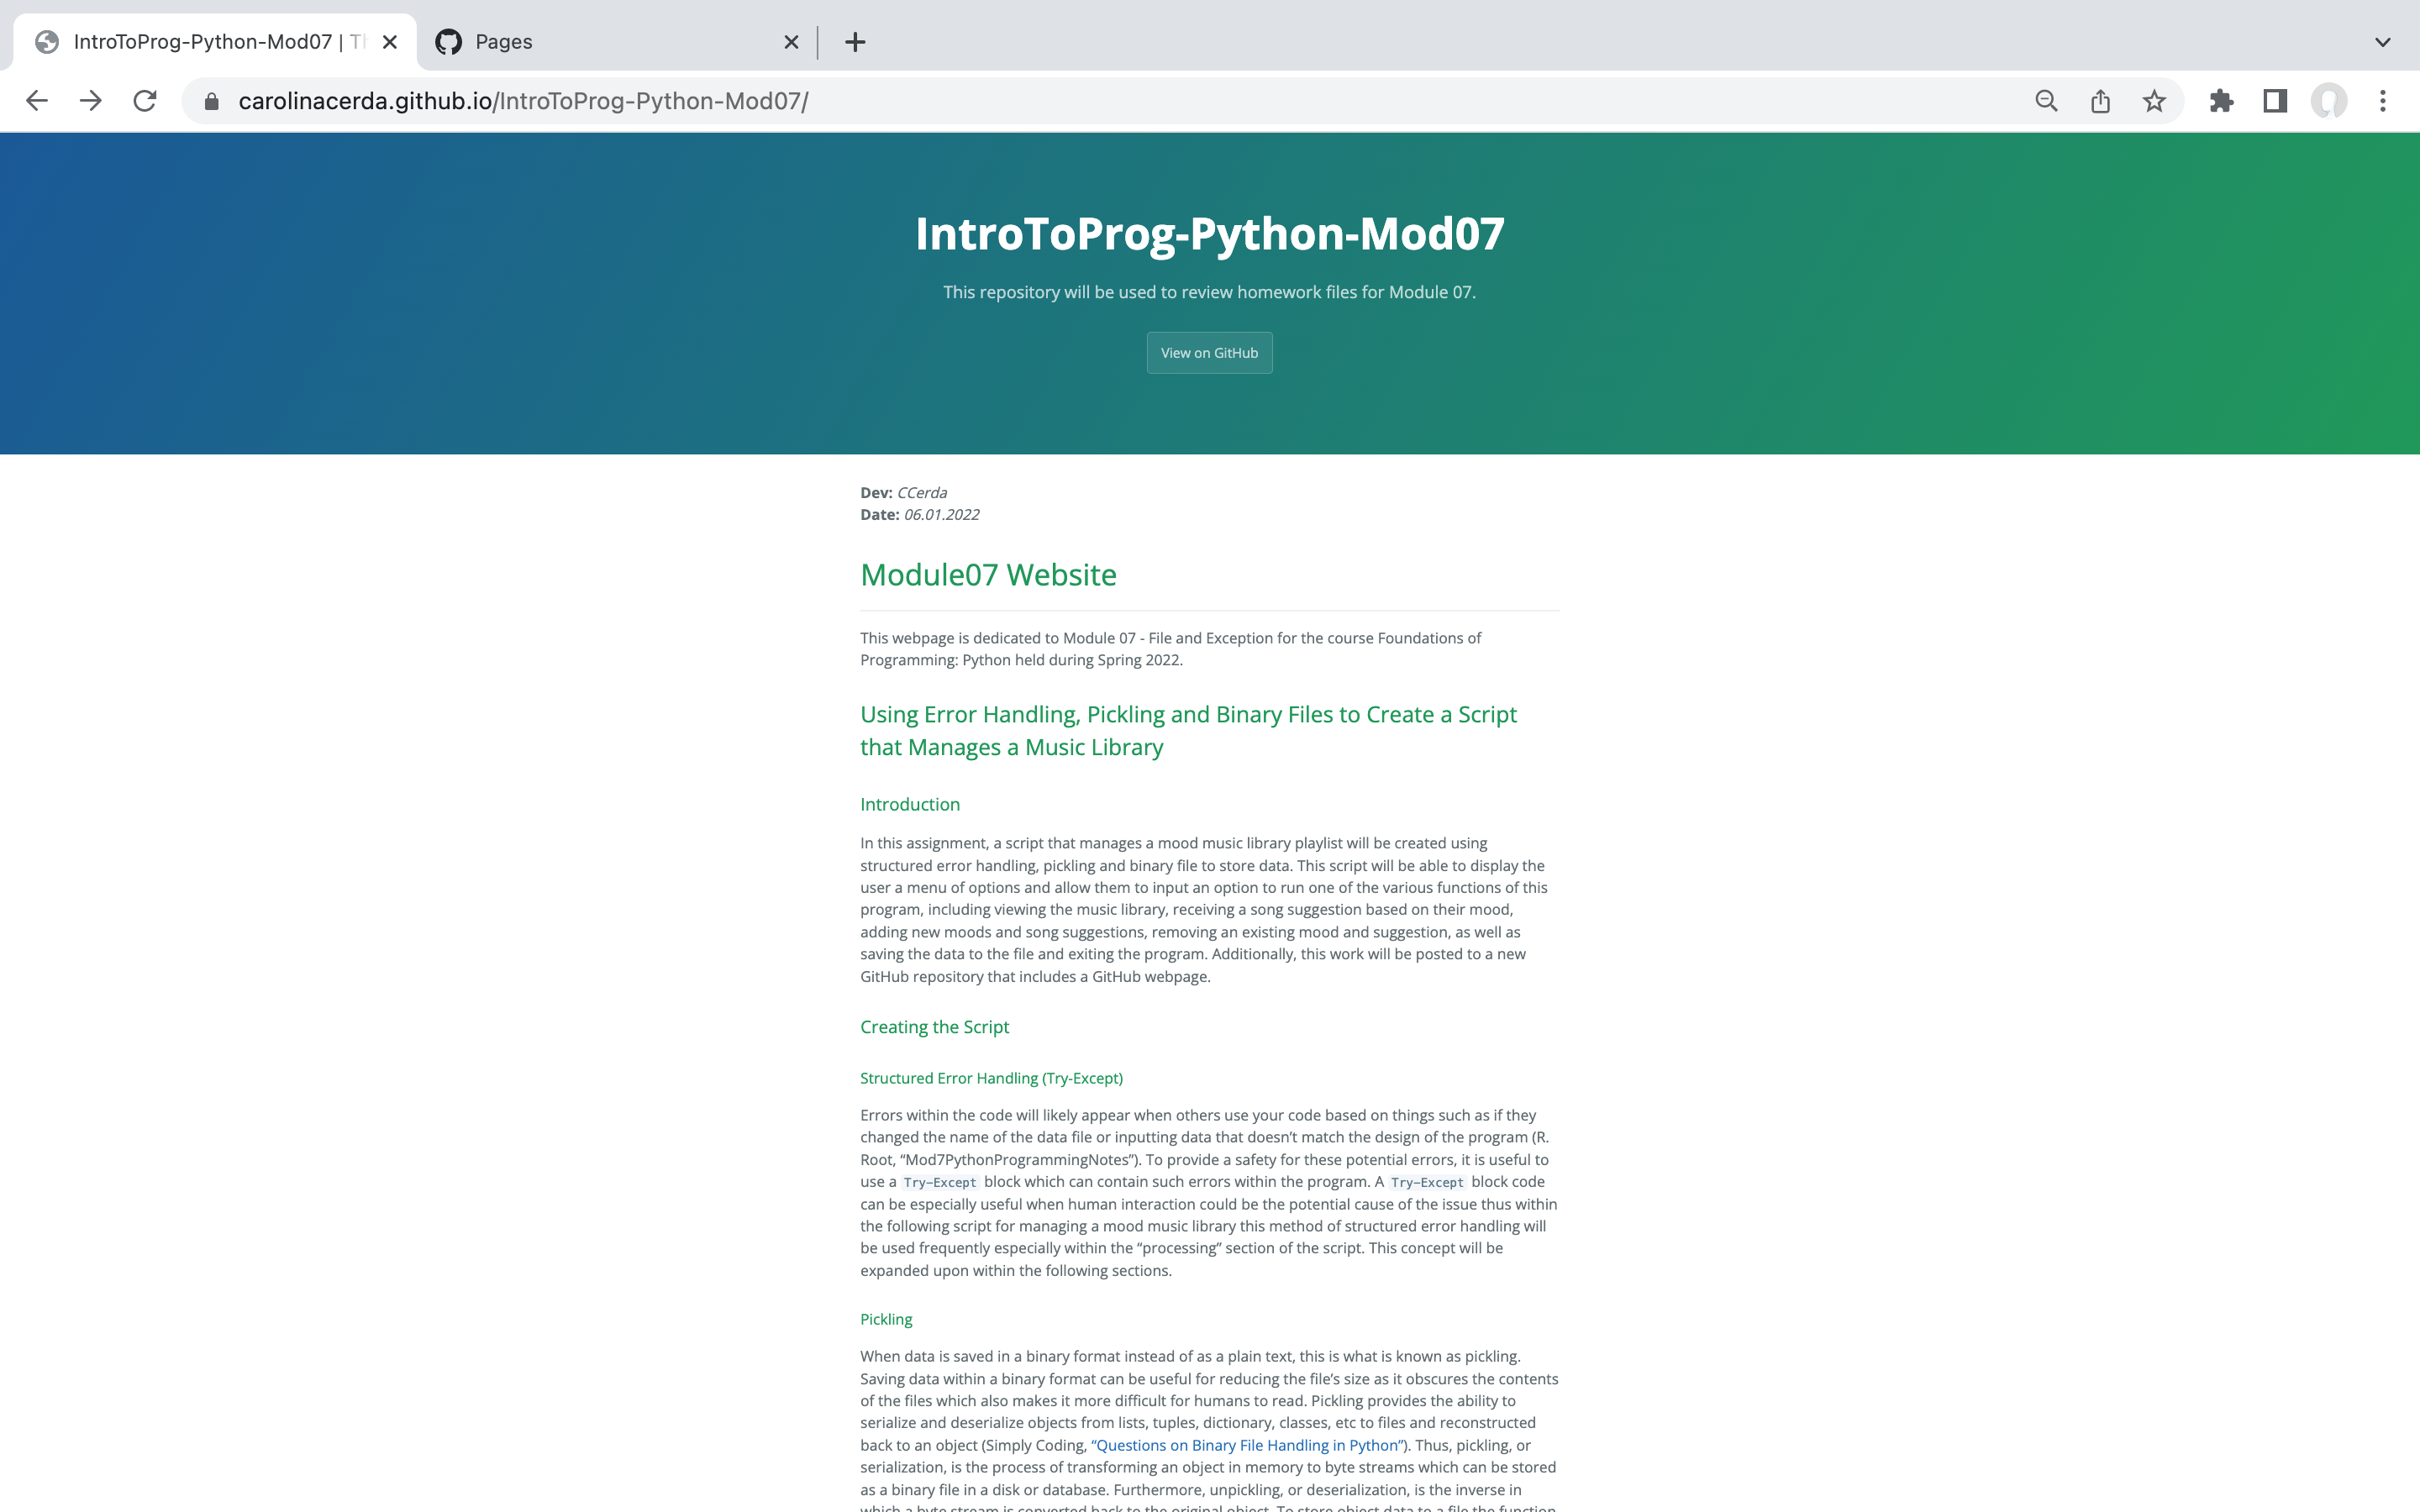 IntroToProg-Python-Mod07 | Th
Pages
carolinacerda.github.io/IntroToProg-Python-Mod07/
IntroToProg-Python-Mod07
This repository will be used to review homework files for Module 07.
View on GitHub
Dev: CCerda
Date: 06.01.2022
Module07 Website
This webpage is dedicated to Module 07 - File and Exception for the course Foundations of
Programming: Python held during Spring 2022.
Using Error Handling, Pickling and Binary Files to Create a Script
that Manages a Music Library
Introduction
In this assignment, a script that manages a mood music library playlist will be created using
structured error handling, pickling and binary file to store data. This script will be able to display the
user a menu of options and allow them to input an option to run one of the various functions of this
program, including viewing the music library, receiving a song suggestion based on their mood,
adding new moods and song suggestions, removing an existing mood and suggestion, as well as
saving the data to the file and exiting the program. Additionally, this work will be posted to a new
GitHub repository that includes a GitHub webpage.
Creating the Script
Structured Error Handling (Try-Except)
Errors within the code will likely appear when others use your code based on things such as if they
changed the name of the data file or inputting data that doesn’t match the design of the program (R.
Root, “Mod7PythonProgrammingNotes”). To provide a safety for these potential errors, it is useful to
use a Try-Except block which can contain such errors within the program. A Try-Except block code
can be especially useful when human interaction could be the potential cause of the issue thus within
the following script for managing a mood music library this method of structured error handling will
be used frequently especially within the “processing” section of the script. This concept will be
expanded upon within the following sections.
Pickling
When data is saved in a binary format instead of as a plain text, this is what is known as pickling.
Saving data within a binary format can be useful for reducing the file’s size as it obscures the contents
of the files which also makes it more difficult for humans to read. Pickling provides the ability to
serialize and deserialize objects from lists, tuples, dictionary, classes, etc to files and reconstructed
back to an object (Simply Coding, “Questions on Binary File Handling in Python”). Thus, pickling, or
serialization, is the process of transforming an object in memory to byte streams which can be stored
as a binary file in a disk or database. Furthermore, unpickling, or deserialization, is the inverse in
which a byte stream is converted back to the original object. To store object data to a file the function